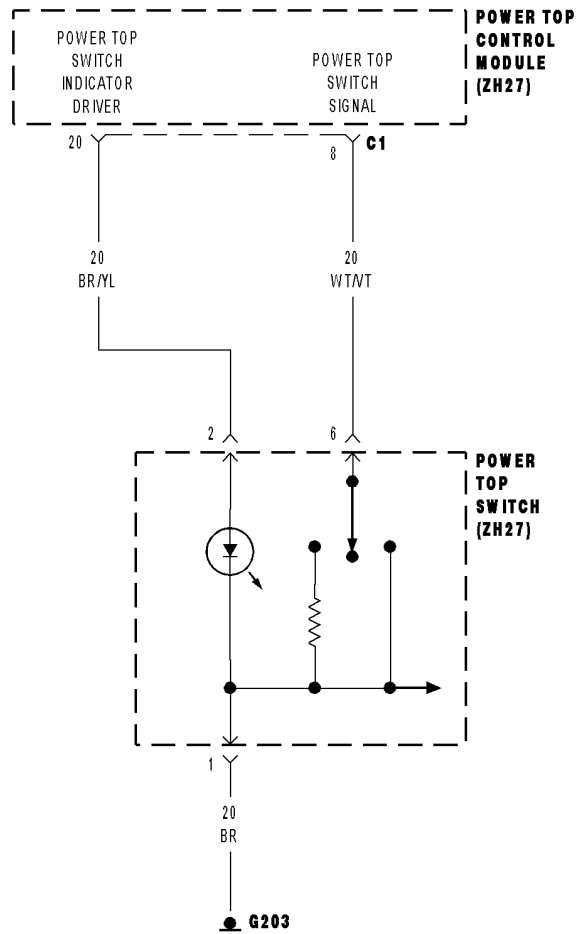 POWER TOP
CONTROL
MODULE
(ZH27)
POWER TOP
SWITCH
INDICATOR
DRIVER
POWER TOP
SWITCH
SIGNAL
20
8
C1
20
BR/YL
20
WT/VT
2
6
POWER
TOP
SWITCH
(ZH27)
1
20
BR
G203